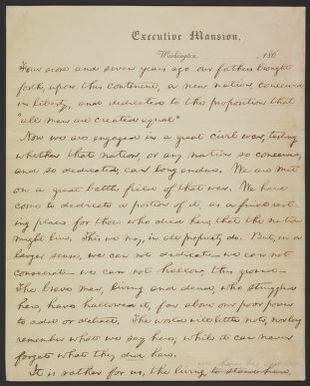 Executive Mansion,
Washington, , 186
Four score and seven years ago our fathers brought
forth, upon this continent, a new nation, conceived
in liberty, and dedicated to the proposition that
"all men are created equal"
Now we are engaged in a great civil war, testing
whether that nation, or any nation so conceived,
and so dedicated, can long endure. We are met
on a great battle field of that war. We have
come to dedicate a portion of it, as a final rest-
ing place for those who died here, that the nation
might live. This we may, in all propriety do. But, in a
larger sense, we can not dedicate — we can not
consecrate — we can not hallow, this ground —
The brave men, living and dead, who struggled
here, have hallowed it, far above our poor power
to add or detract. The world will little note, nor long
remember what we say here; while it can never
forget what they did here.
It is rather for us, the living, to stand here,